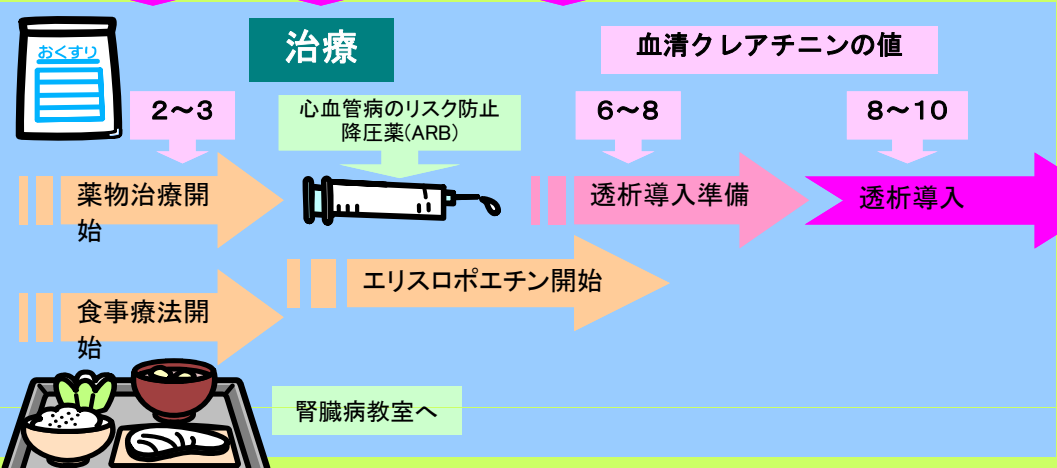 おくすり
治療
血清クレアチニンの値
２～３
心血管病のリスク防止
降圧薬(ARB)
６～８
８～１０
薬物治療開
始
透析導入準備
透析導入
エリスロポエチン開始
食事療法開
始
腎臓病教室へ